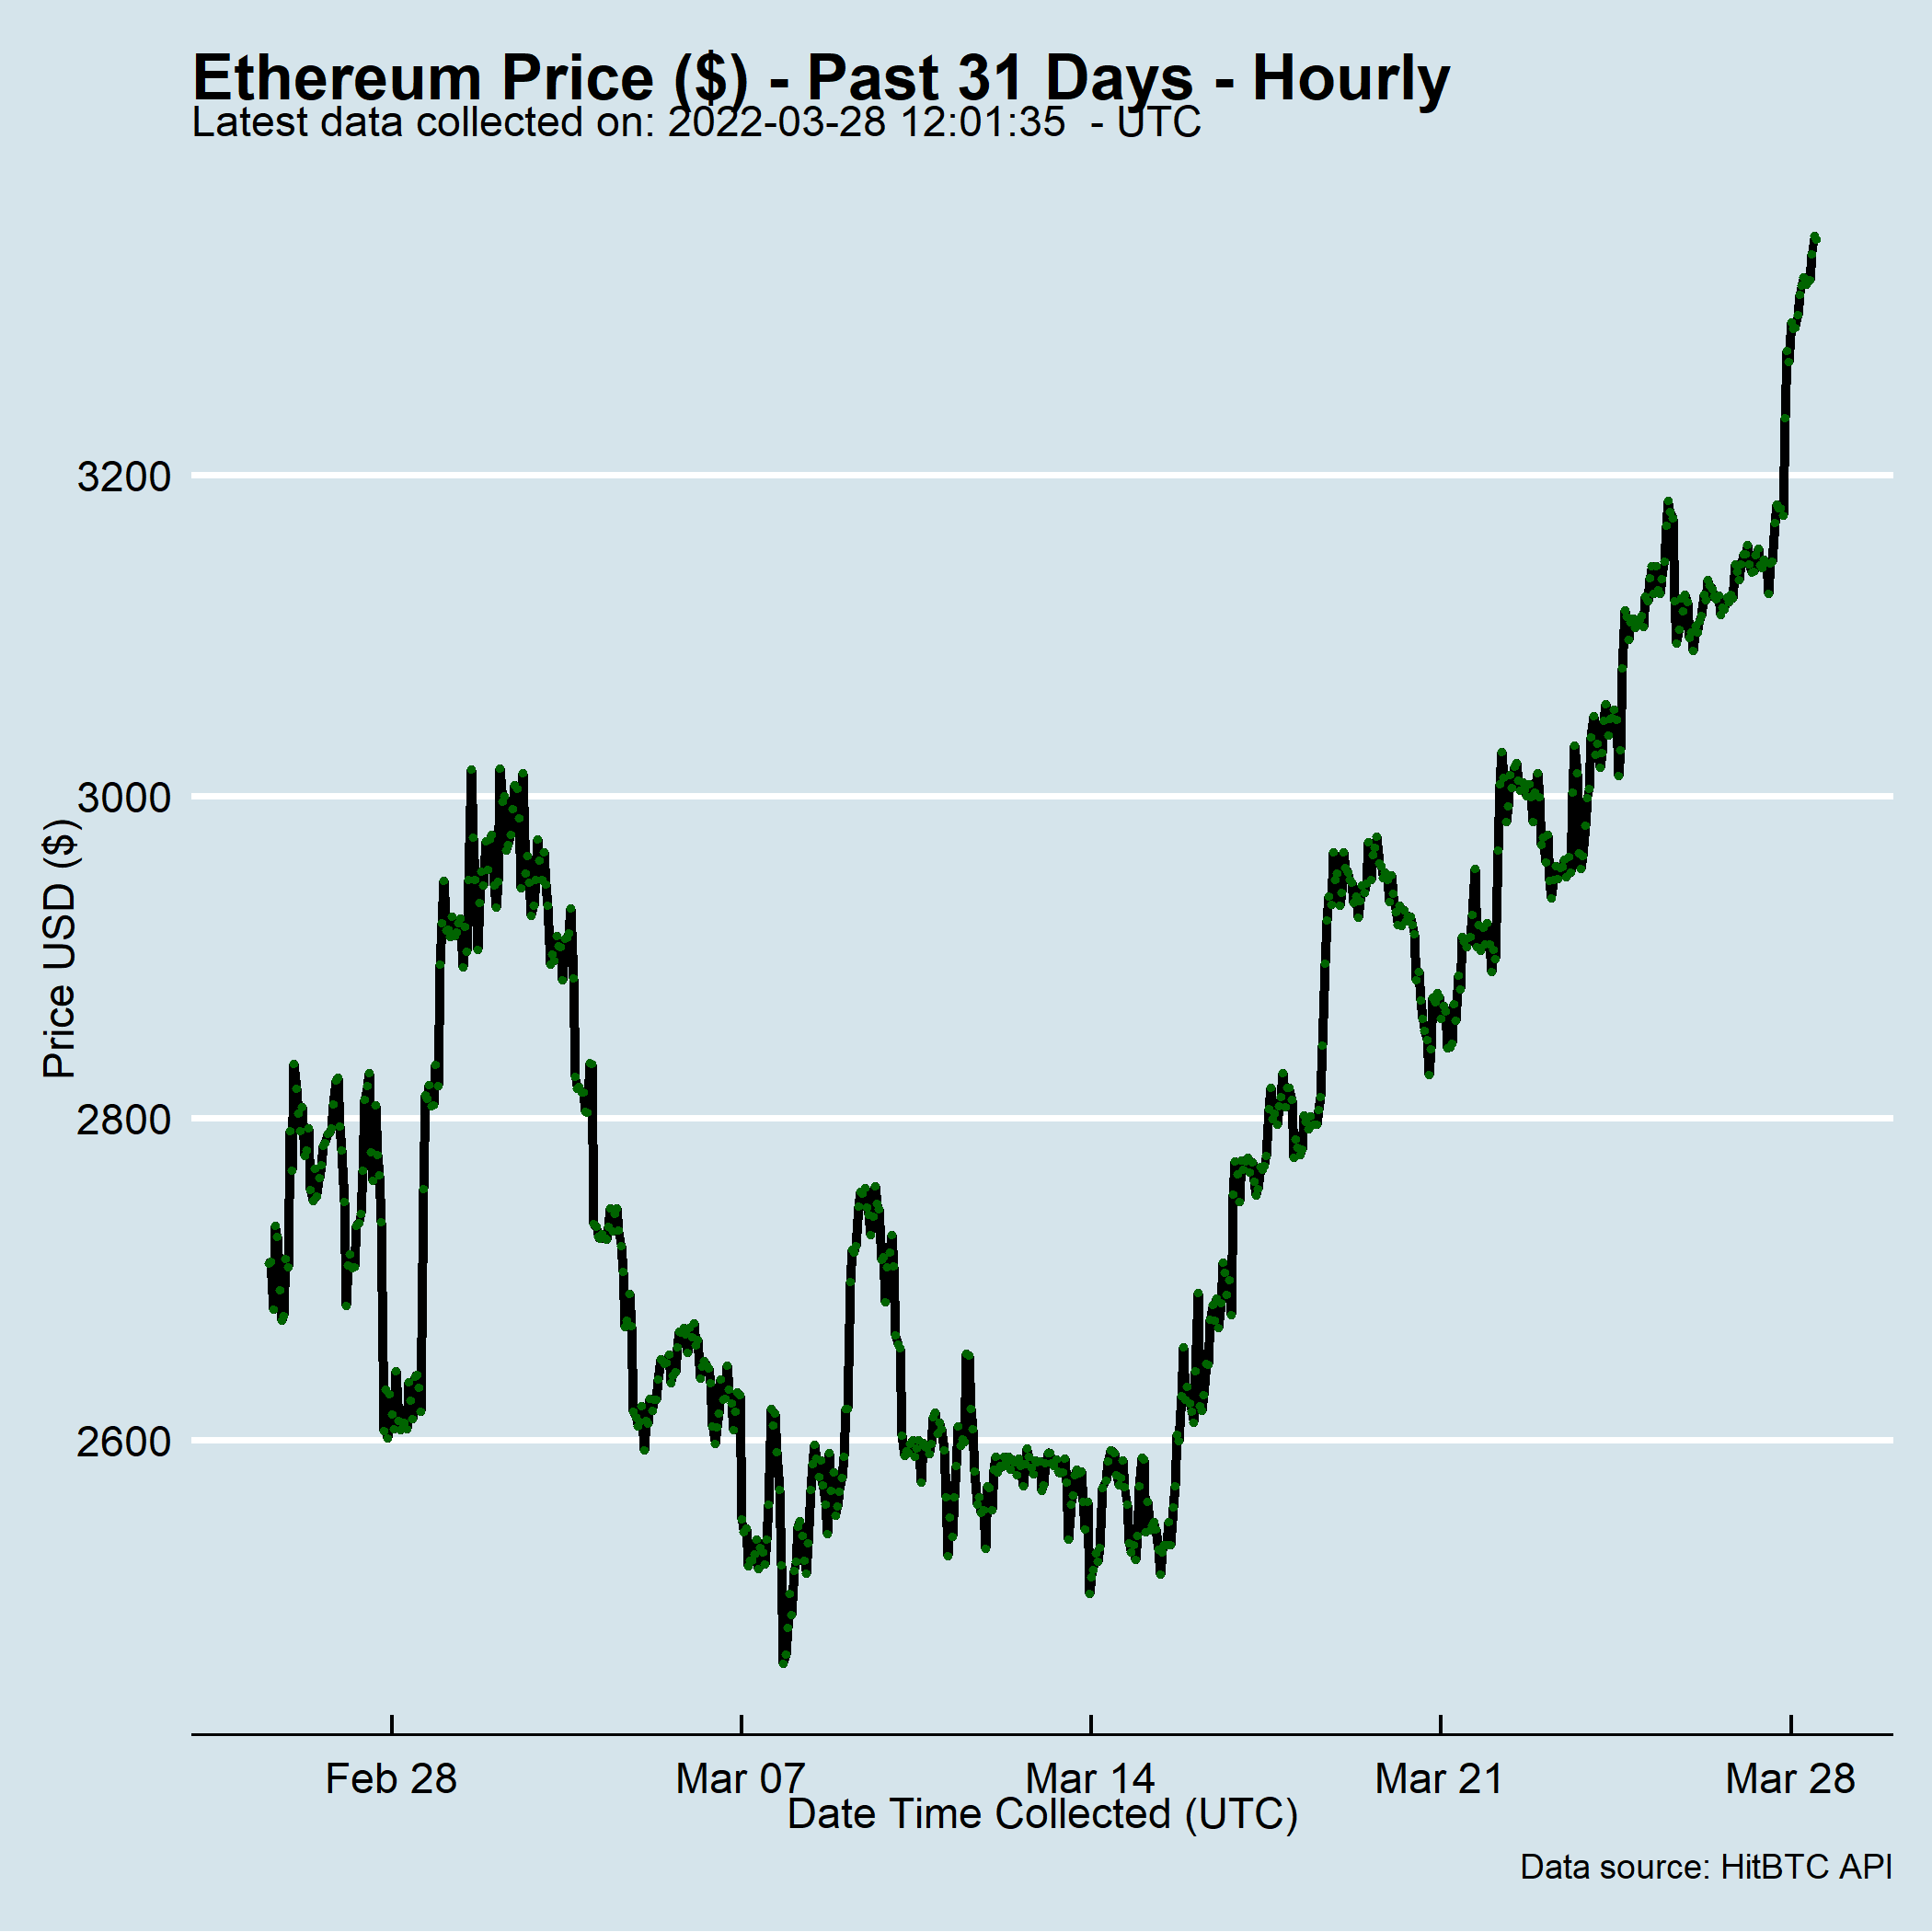 Ethereum Price ($) - Past 31 Days - Hourly
Latest data collected on: 2022-03-28 12:01:35  - UTC
3200
3000
2800
2600
Price USD ($)
Feb 28
Mar 07
Mar 14
Mar 21
Mar 28
Date Time Collected (UTC)
Data source: HitBTC API